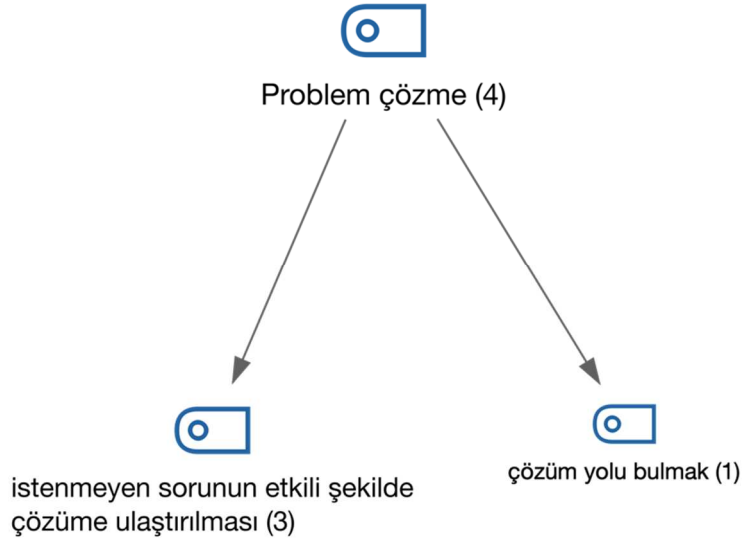 Problem çözme (4)
istenmeyen sorunun etkili şekilde
çözüme ulaştırılması (3)
çözüm yolu bulmak (1)